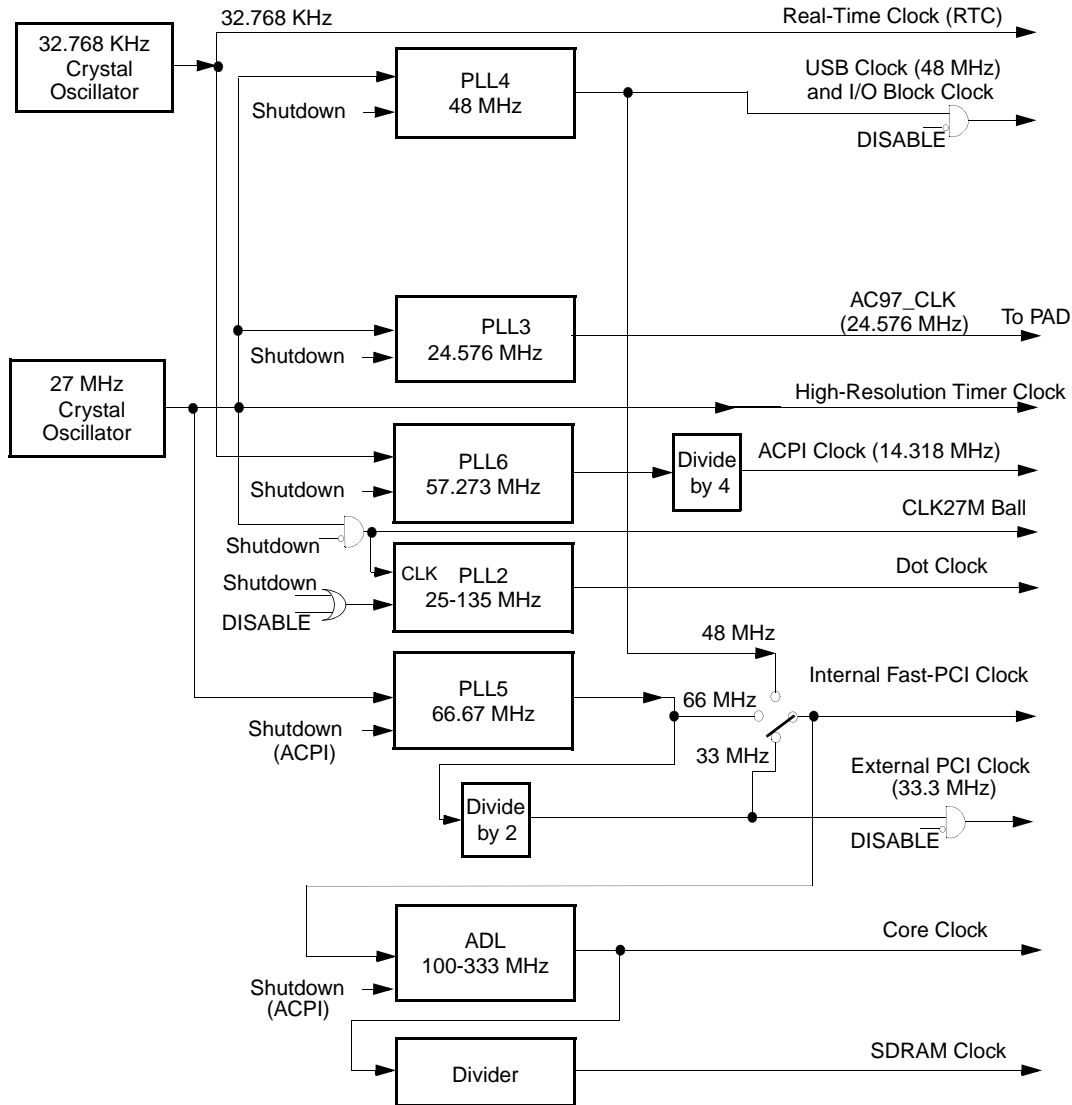 32.768 KHz
Real-Time Clock (RTC)
32.768 KHz
Crystal
Oscillator
PLL4
48 MHz
Shutdown
USB Clock (48 MHz)
and I/O Block Clock
DISABLE
PLL3
24.576 MHz
Shutdown
AC97_CLK
(24.576 MHz)
To PAD
27 MHz
Crystal
Oscillator
High-Resolution Timer Clock
PLL6
57.273 MHz
Shutdown
Divide
by 4
ACPI Clock (14.318 MHz)
CLK27M Ball
Shutdown
CLK
PLL2
25-135 MHz
Shutdown
DISABLE
Dot Clock
48 MHz
PLL5
66.67 MHz
Shutdown
(ACPI)
66 MHz
Internal Fast-PCI Clock
33 MHz
Divide
by 2
External PCI Clock
(33.3 MHz)
DISABLE
ADL
100-333 MHz
Shutdown
(ACPI)
Core Clock
Divider
SDRAM Clock